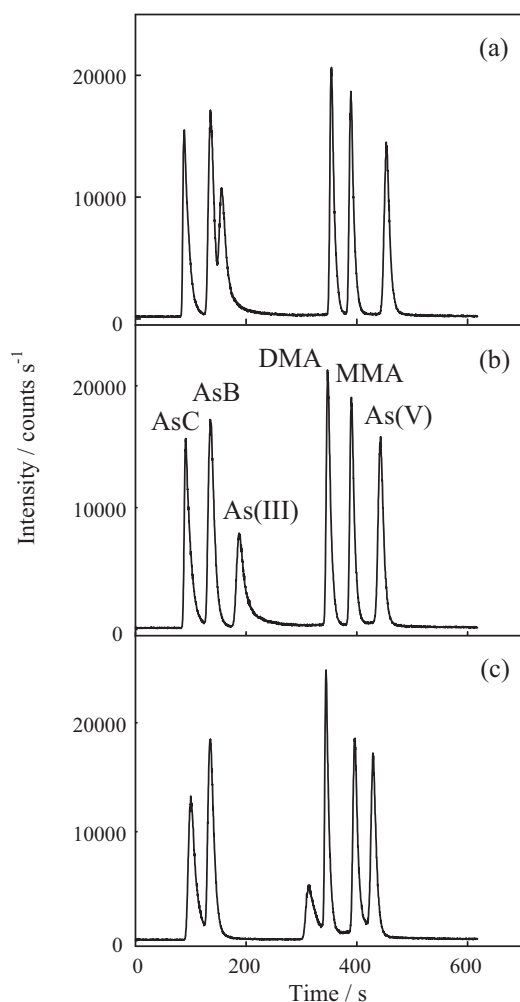 (a)
20000
10000
0
Intensity / counts s⁻¹
(b)
DMA
MMA
AsB
AsC
As(V)
As(III)
20000
10000
0
(c)
20000
10000
0
0 200 400 600
Time / s